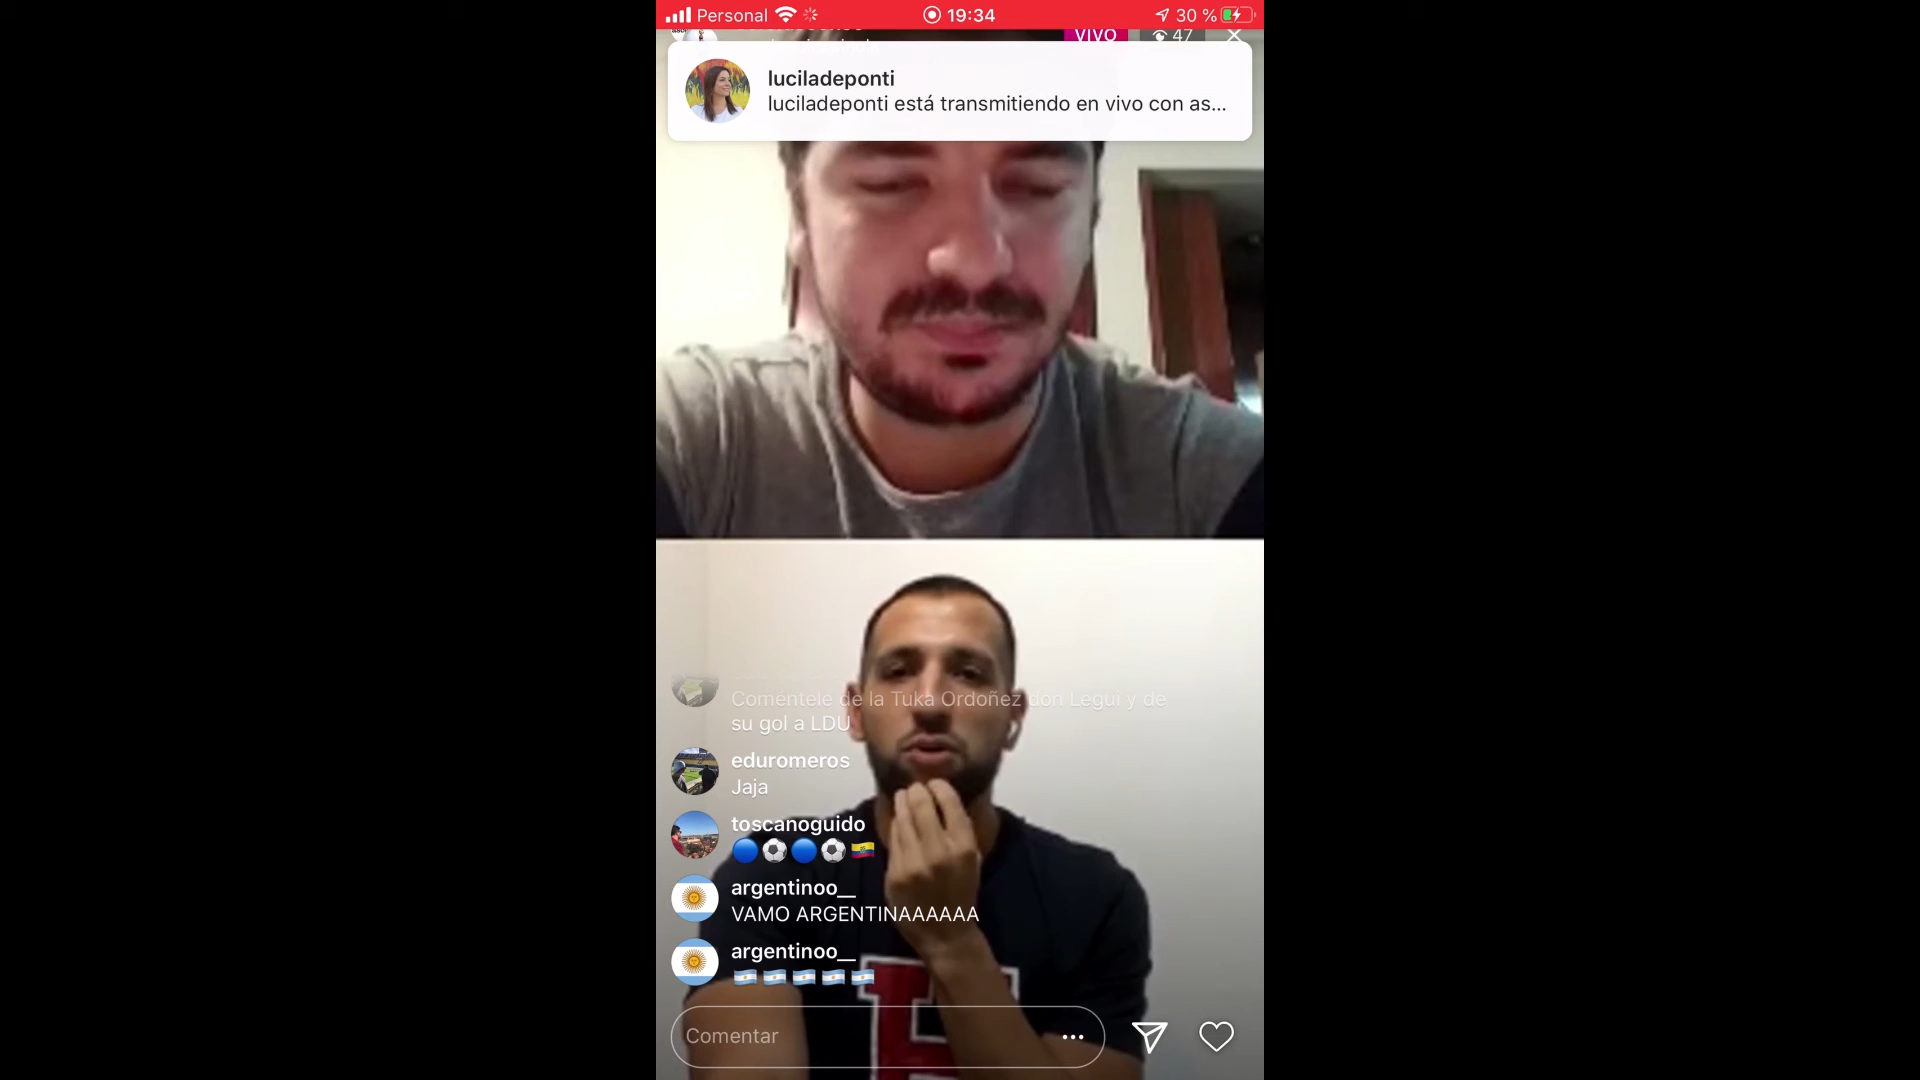 Personal
19:34
30 %
VIVO
47
luciladeponti
luciladeponti está transmitiendo en vivo con as...
Coméntele de la Tuka Ordoñez con Legui y de
su gol a LDU
eduromeros
Jaja
toscanoguido
🔵⚽🔵⚽🇪🇨
argentinoo__
VAMO ARGENTINAAAAAA
argentinoo__
🇦🇷🇦🇷🇦🇷🇦🇷🇦🇷
Comentar